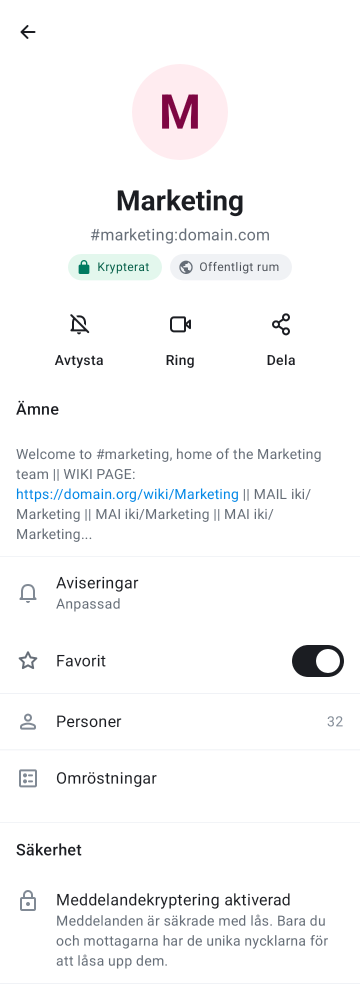 M
Marketing
#marketing:domain.com
Krypterat
Offentligt rum
Avtysta
Ring
Dela
Ämne
Welcome to #marketing, home of the Marketing
team || WIKI PAGE:
https://domain.org/wiki/Marketing || MAIL iki/
Marketing || MAI iki/Marketing || MAI iki/
Marketing...
Aviseringar
Anpassad
Favorit
Personer 32
Omröstningar
Säkerhet
Meddelandekryptering aktiverad
Meddelanden är säkrade med lås. Bara du
och mottagarna har de unika nycklarna för
att låsa upp dem.